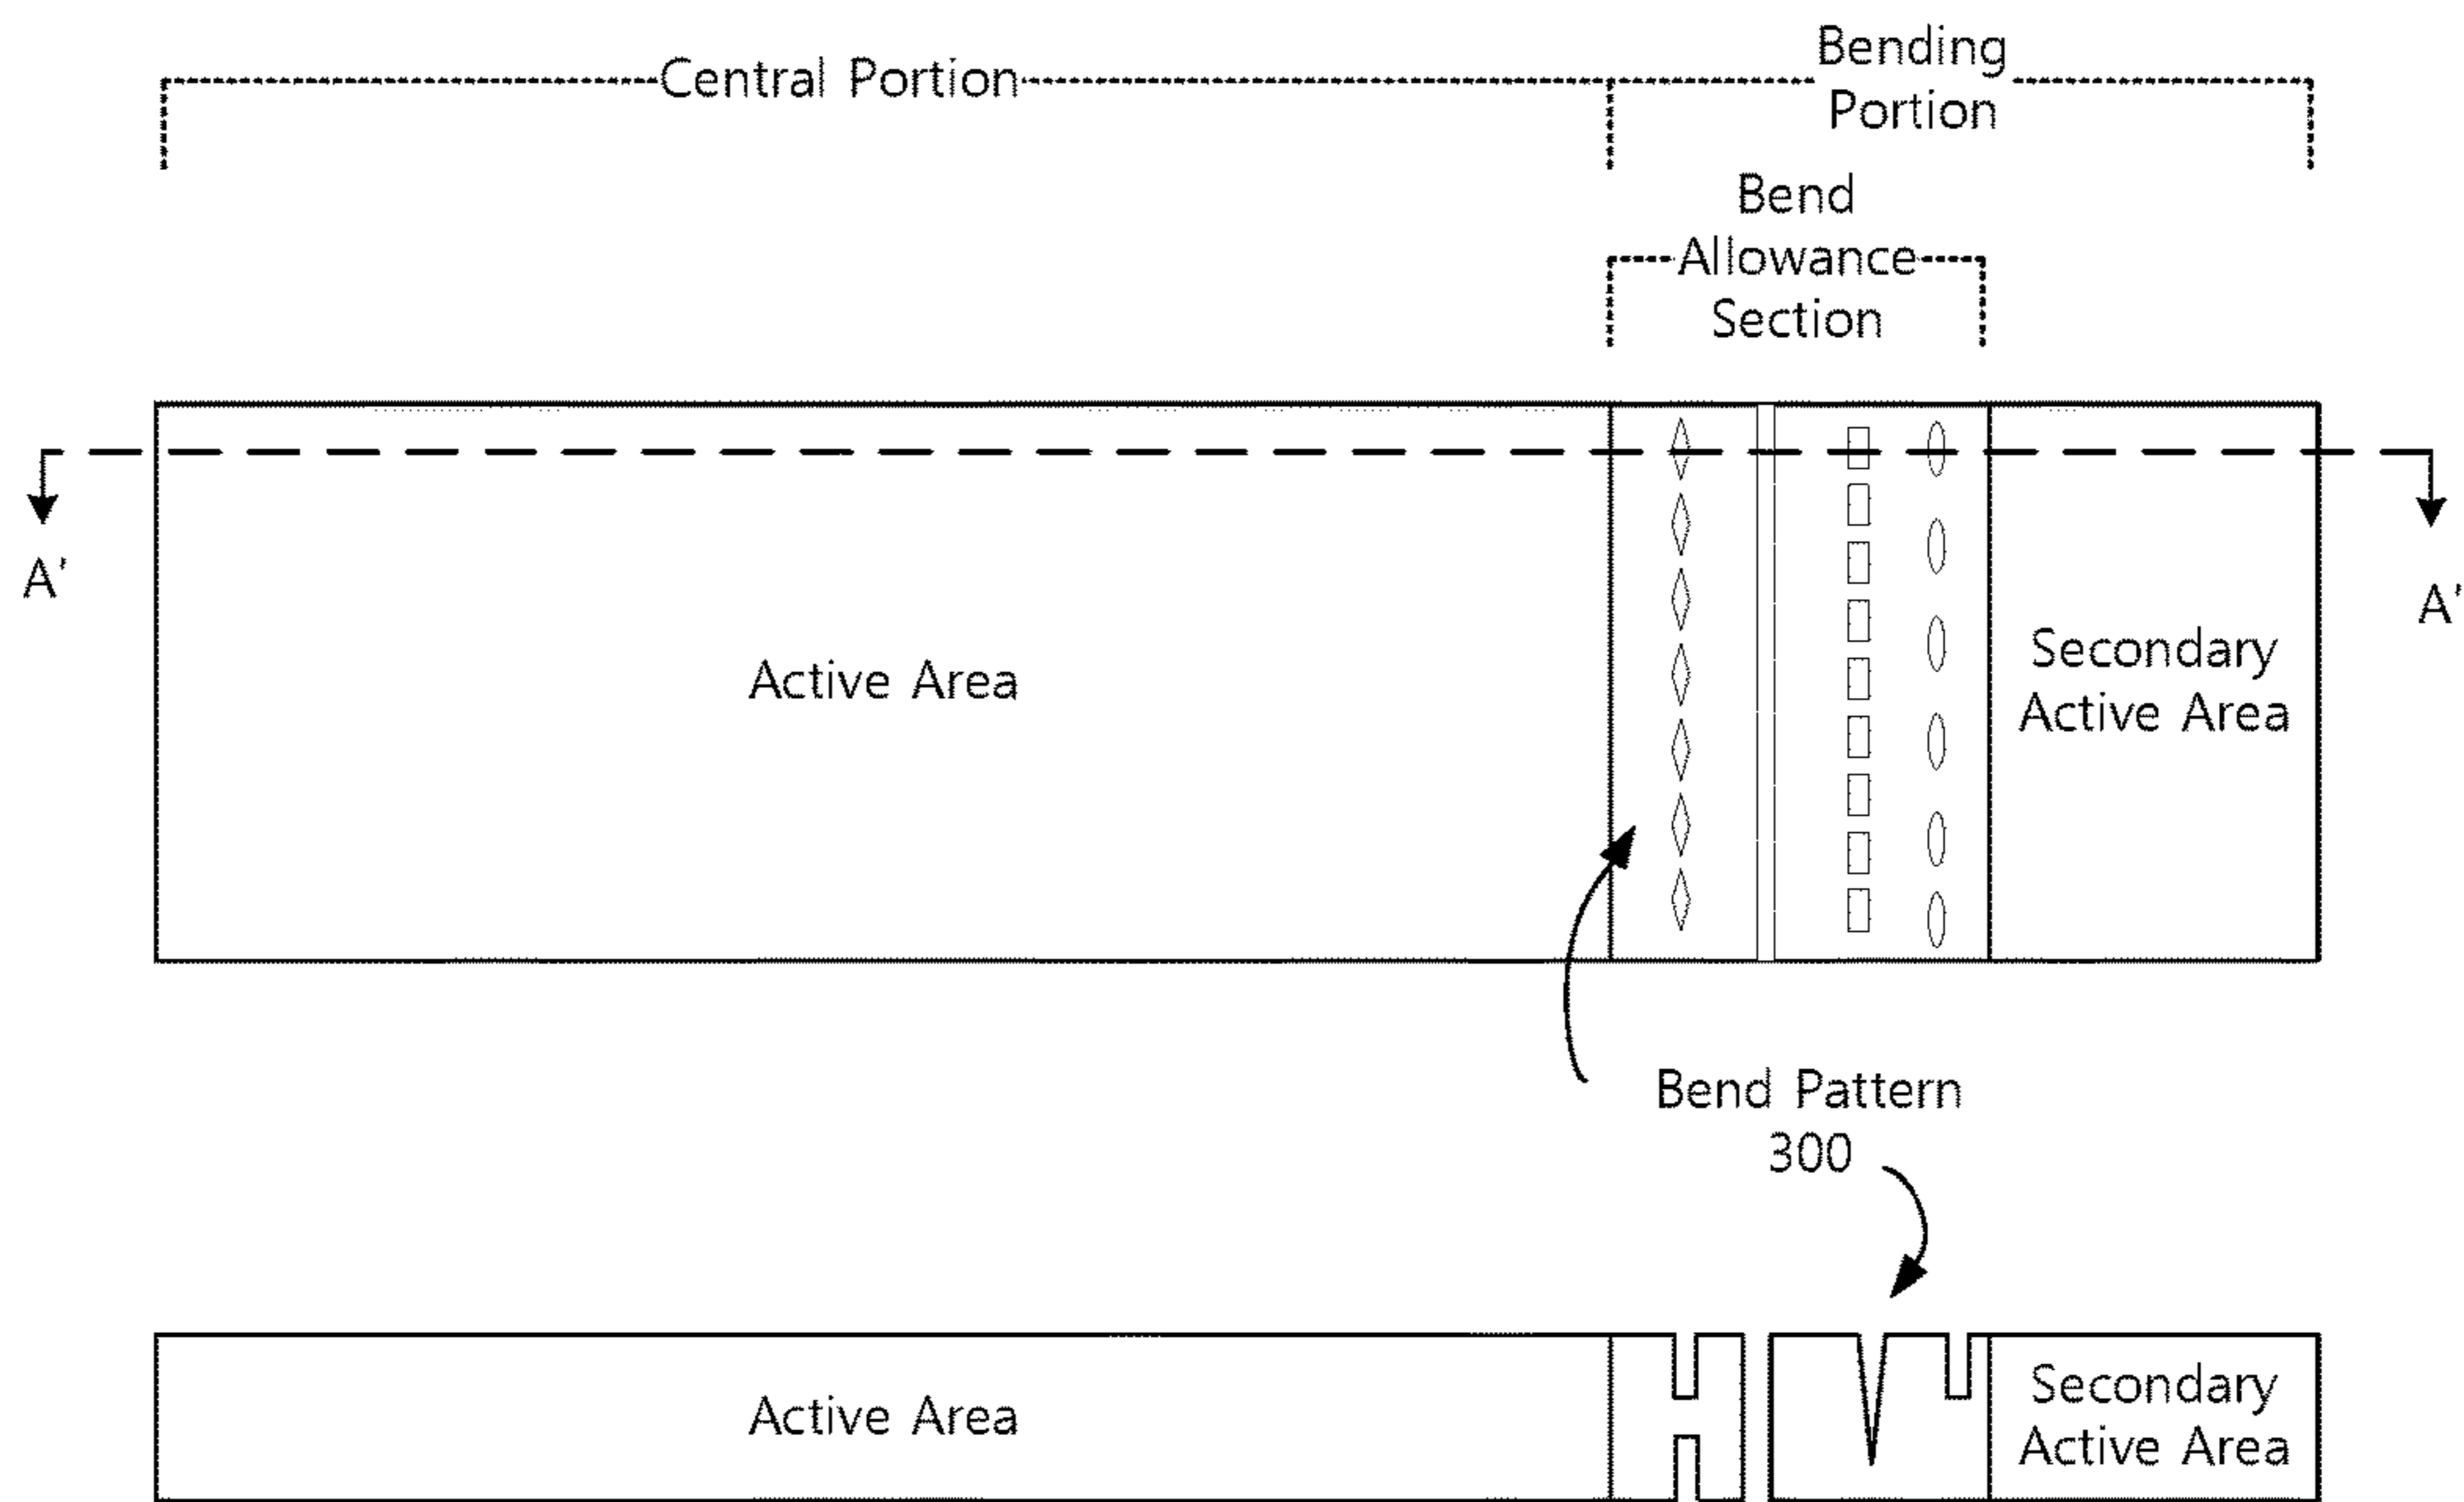 Central Portion
Bending
Portion
Bend
Allowance
Section
A'
A'
Active Area
Secondary
Active Area
Bend Pattern
300
Active Area
Secondary
Active Area